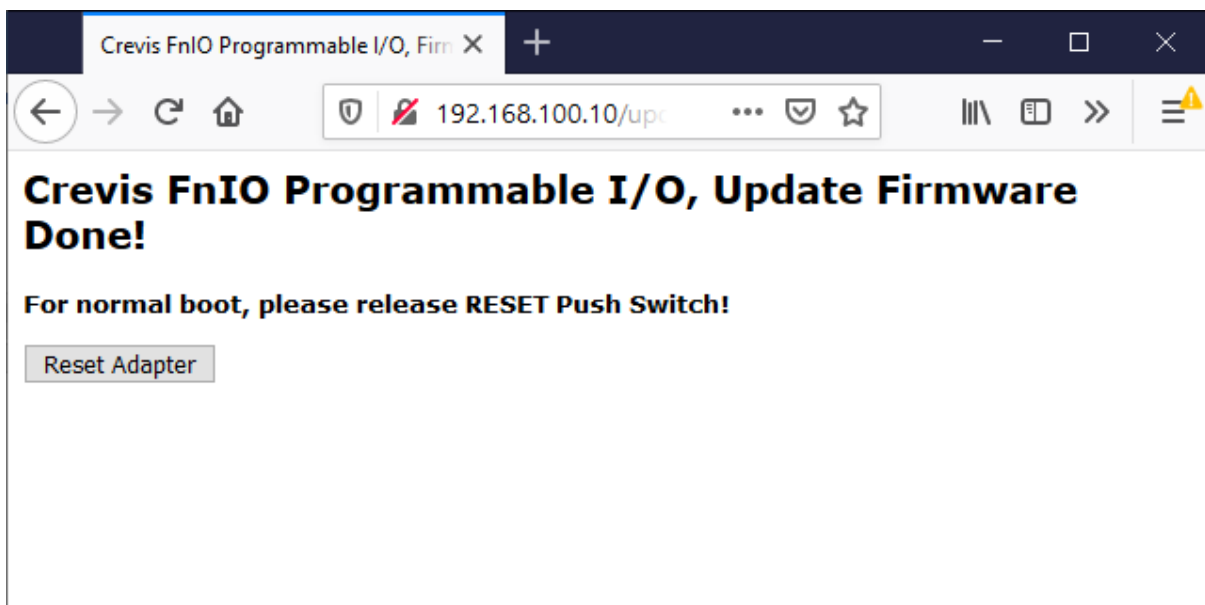 Crevis FnIO Programmable I/O, Firm
192.168.100.10/upd
Crevis FnIO Programmable I/O, Update Firmware
Done!
For normal boot, please release RESET Push Switch!
Reset Adapter